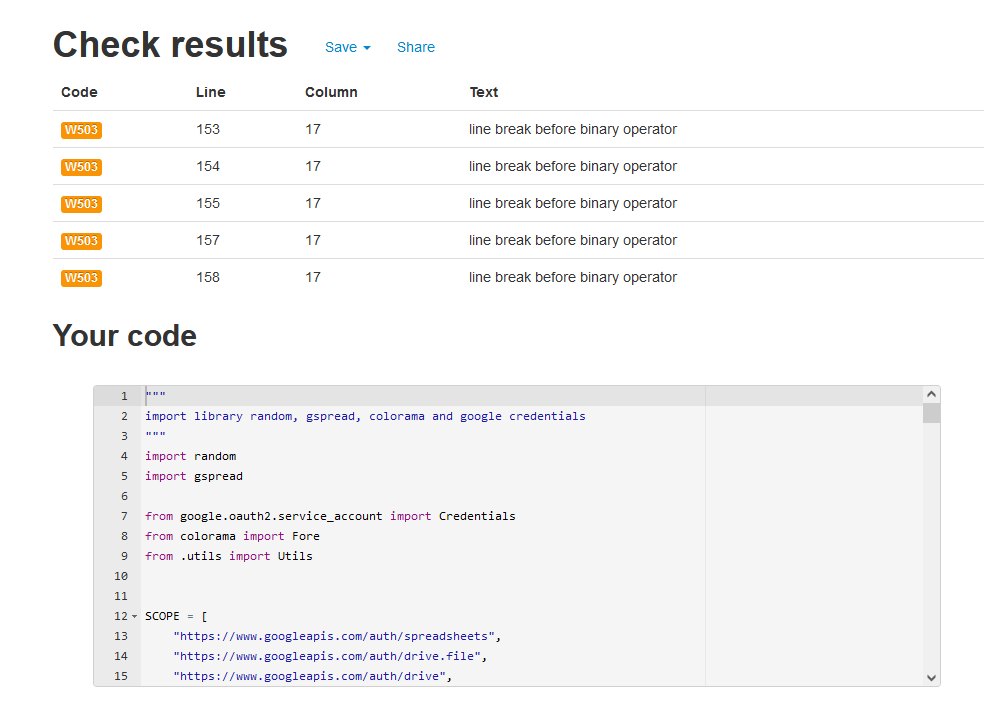 Check results Save Share
Code Line Column Text
W503 153 17 line break before binary operator
W503 154 17 line break before binary operator
W503 155 17 line break before binary operator
W503 157 17 line break before binary operator
W503 158 17 line break before binary operator
Your code
1 """
2 import library random, gspread, colorama and google credentials
3 """
4 import random
5 import gspread
6
7 from google.oauth2.service_account import Credentials
8 from colorama import Fore
9 from .utils import Utils
10
11
12 SCOPE = [
13 "https://www.googleapis.com/auth/spreadsheets",
14 "https://www.googleapis.com/auth/drive.file",
15 "https://www.googleapis.com/auth/drive",